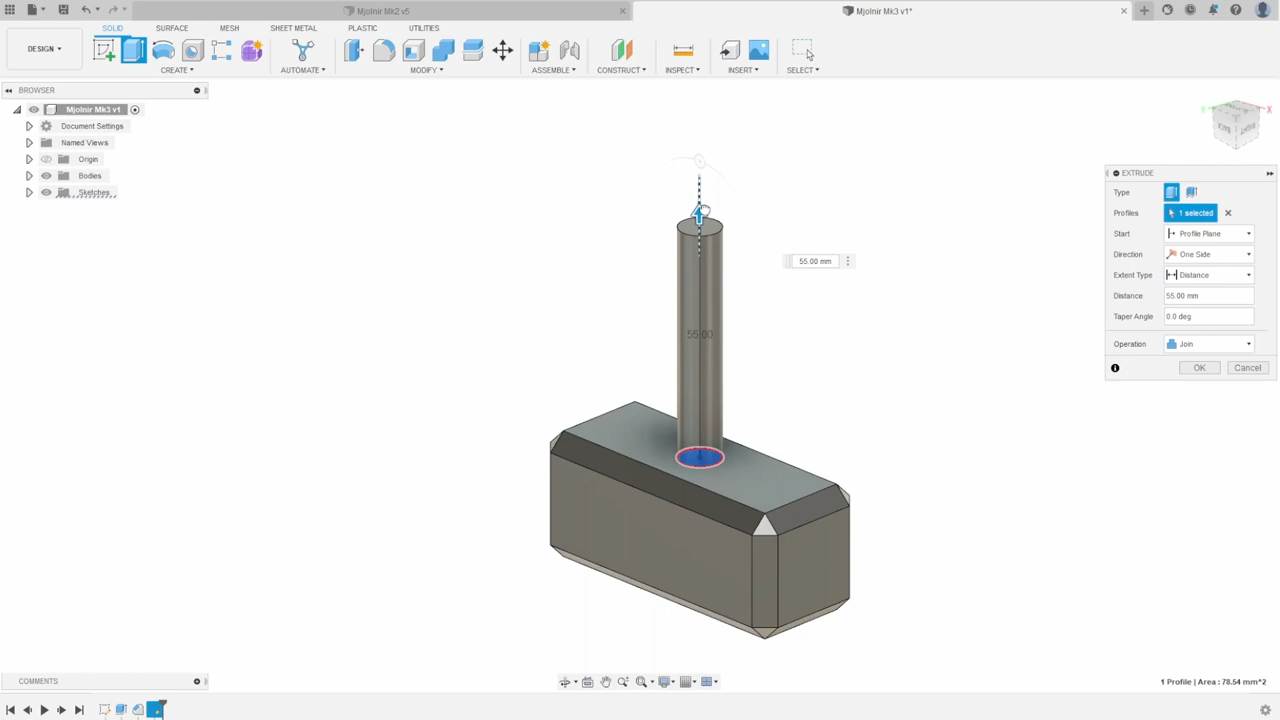 Mjolnir Mk2 v5
Mjolnir Mk3 v1*
DESIGN
SOLID
SURFACE
MESH
SHEET METAL
PLASTIC
UTILITIES
CREATE
AUTOMATE
MODIFY
ASSEMBLE
CONSTRUCT
INSPECT
INSERT
SELECT
BROWSER
Mjolnir Mk3 v1
Document Settings
Named Views
Origin
Bodies
Sketches
55.00
55.00 mm
EXTRUDE
Type
Profiles 1 selected
Start Profile Plane
Direction One Side
Extent Type Distance
Distance 55.00 mm
Taper Angle 0.0 deg
Operation Join
OK Cancel
COMMENTS
1 Profile | Area : 78.54 mm^2